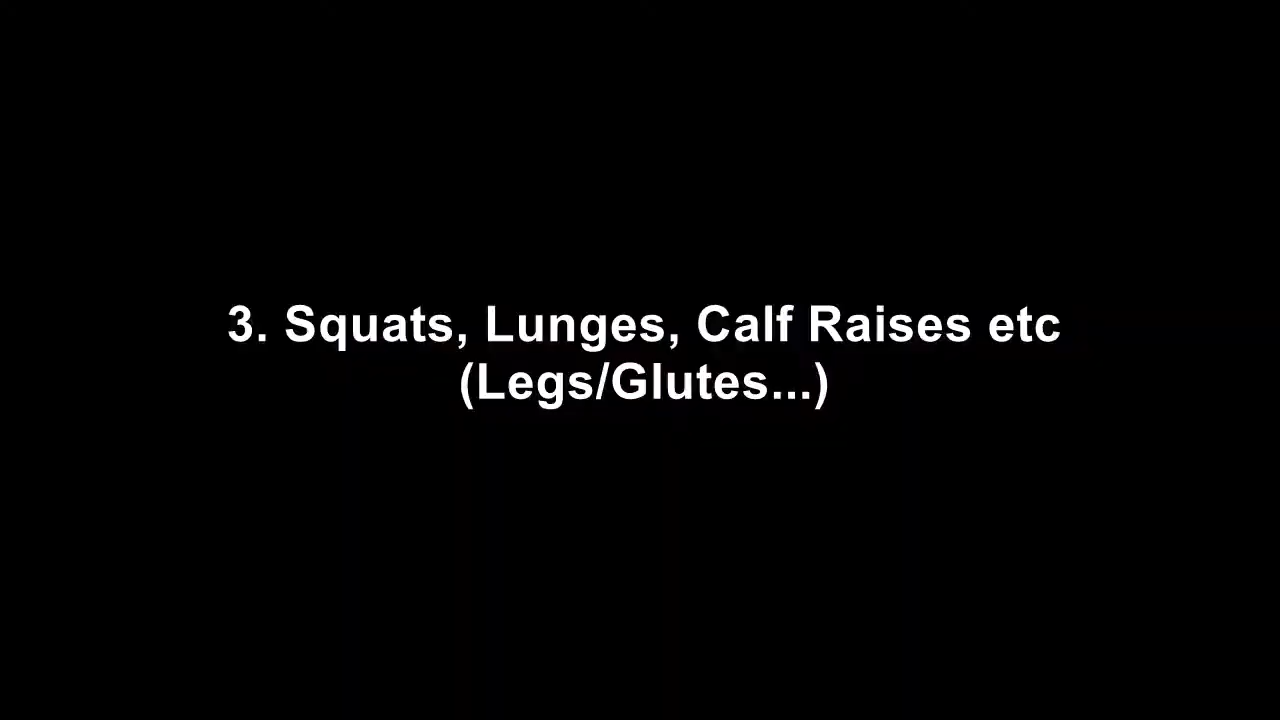 3. Squats, Lunges, Calf Raises etc
(Legs/Glutes...)